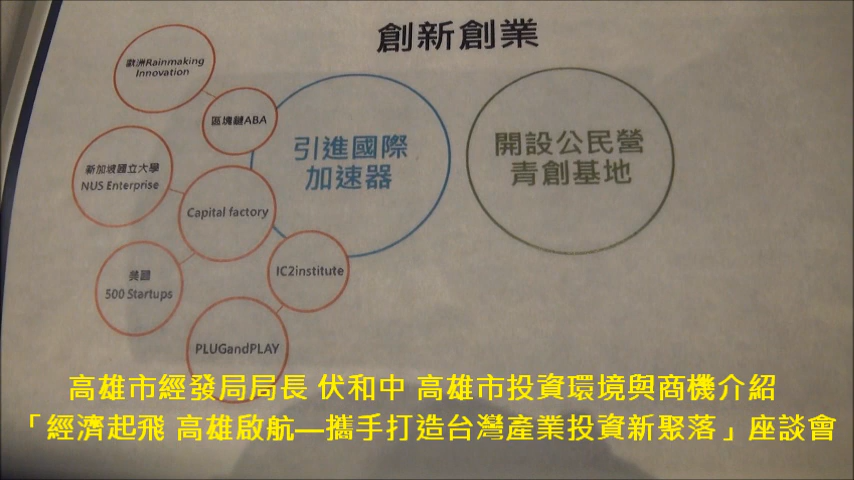 創新創業
歐洲Rainmaking
Innovation
區塊鏈ABA
引進國際
加速器
開設公民營
青創基地
新加坡國立大學
NUS Enterprise
Capital factory
IC2institute
美國
500 Startups
PLUGandPLAY
高雄市經發局局長 伏和中 高雄市投資環境與商機介紹
「經濟起飛 高雄啟航—攜手打造台灣產業投資新聚落」座談會